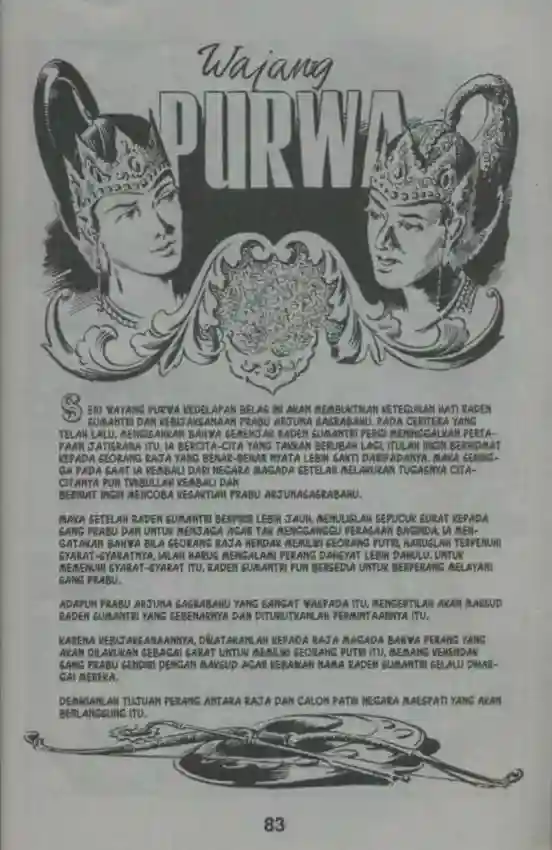 Wajang
PURWA
SERI WAYANG PURWA KEDELAPAN BELAS INI AKAN MEMBUKTIKAN KETEGUHAN HATI RADEN
SUMANTRI DAN KEBIJAKSANAAN PRABU ARJUNA SASRABAHU. PADA CERITERA YANG
TELAH LALU, MENGISAHKAN BAHWA SEMENJAK RADEN SUMANTRI PERGI MENINGGALKAN PERTA-
PAAN JATISRANA ITU. IA BERCITA-CITA YANG TAKKAN BERUBAH LAGI, ITULAH INGIN BERHIDMAT
KEPADA SEORANG RAJA YANG BENAR-BENAR NYATA LEBIH SAKTI DARIPADANYA. MAKA SEHING-
GA PADA SAAT IA KEMBALI DARI NEGARA MAGADA SETELAH MELAKUKAN TUGASNYA CITA-
CITANYA PUN TIMBULLAH KEMBALI DAN
BERNIAT INGIN MENCOBA KESAKTIAN PRABU ARJUNASASRABAHU.
MAKA SETELAH RADEN SUMANTRI BERPIKIR LEBIH JAUH, MENULISLAH SEPUCUK SURAT KEPADA
SANG PRABU DAN UNTUK MENJAGA AGAR TAK MENGGANGGU PERASAAN BAGINDA, IA MEN-
GATAKAN BAHWA BILA SEORANG RAJA HENDAK MEMILIKI SEORANG PUTRI, HARUSLAH TERPENUHI
SYARAT-SYARATNYA, IALAH HARUS MENGALAMI PERANG DAHSYAT LEBIH DAHULU. UNTUK
MEMENUHI SYARAT-SYARAT ITU, RADEN SUMANTRI PUN BERSEDIA UNTUK BERPERANG MELAYANI
SANG PRABU.
ADAPUN PRABU ARJUNA SASRABAHU YANG SANGAT WASPADA ITU, MENGERTILAH AKAN MAKSUD
RADEN SUMANTRI YANG SEBENARNYA DAN DITURUTKANLAH PERMINTAANNYA ITU.
KARENA KEBIJAKSANAANNYA, DIKATAKANLAH KEPADA RAJA MAGADA BAHWA PERANG YANG
AKAN DILAKUKAN SEBAGAI SARAT UNTUK MEMILIKI SEORANG PUTRI ITU, MEMANG KEHENDAK
SANG PRABU SENDIRI DENGAN MAKSUD AGAR KEBAIKAN NAMA RADEN SUMANTRI SELALU DIHAR-
GAI MEREKA.
DEMIKIANLAH TUJUAN PERANG ANTARA RAJA DAN CALON PATIH NEGARA MAESPATI YANG AKAN
BERLANGSUNG ITU.
83